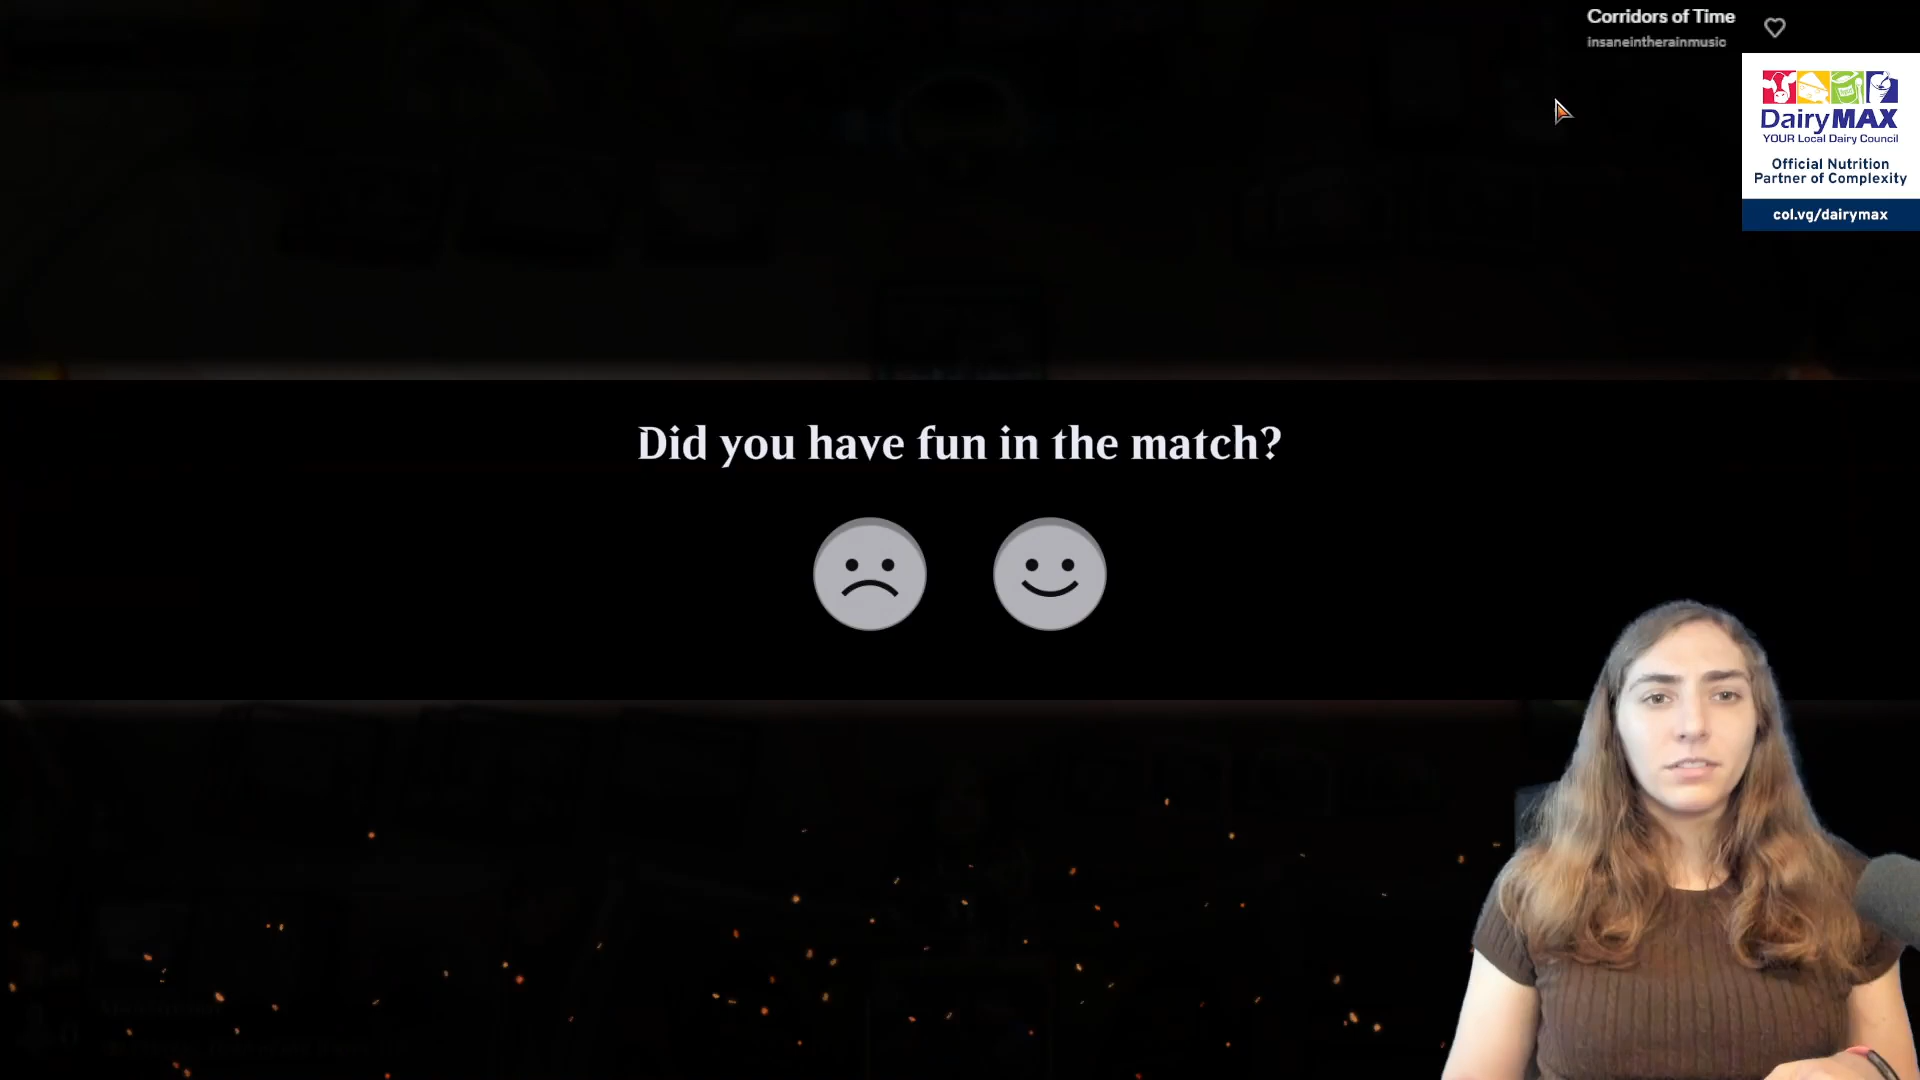 Corridors of Time
insaneintherainmusic
DairyMAX
YOUR Local Dairy Council
Official Nutrition
Partner of Complexity
col.vg/dairymax
Did you have fun in the match?